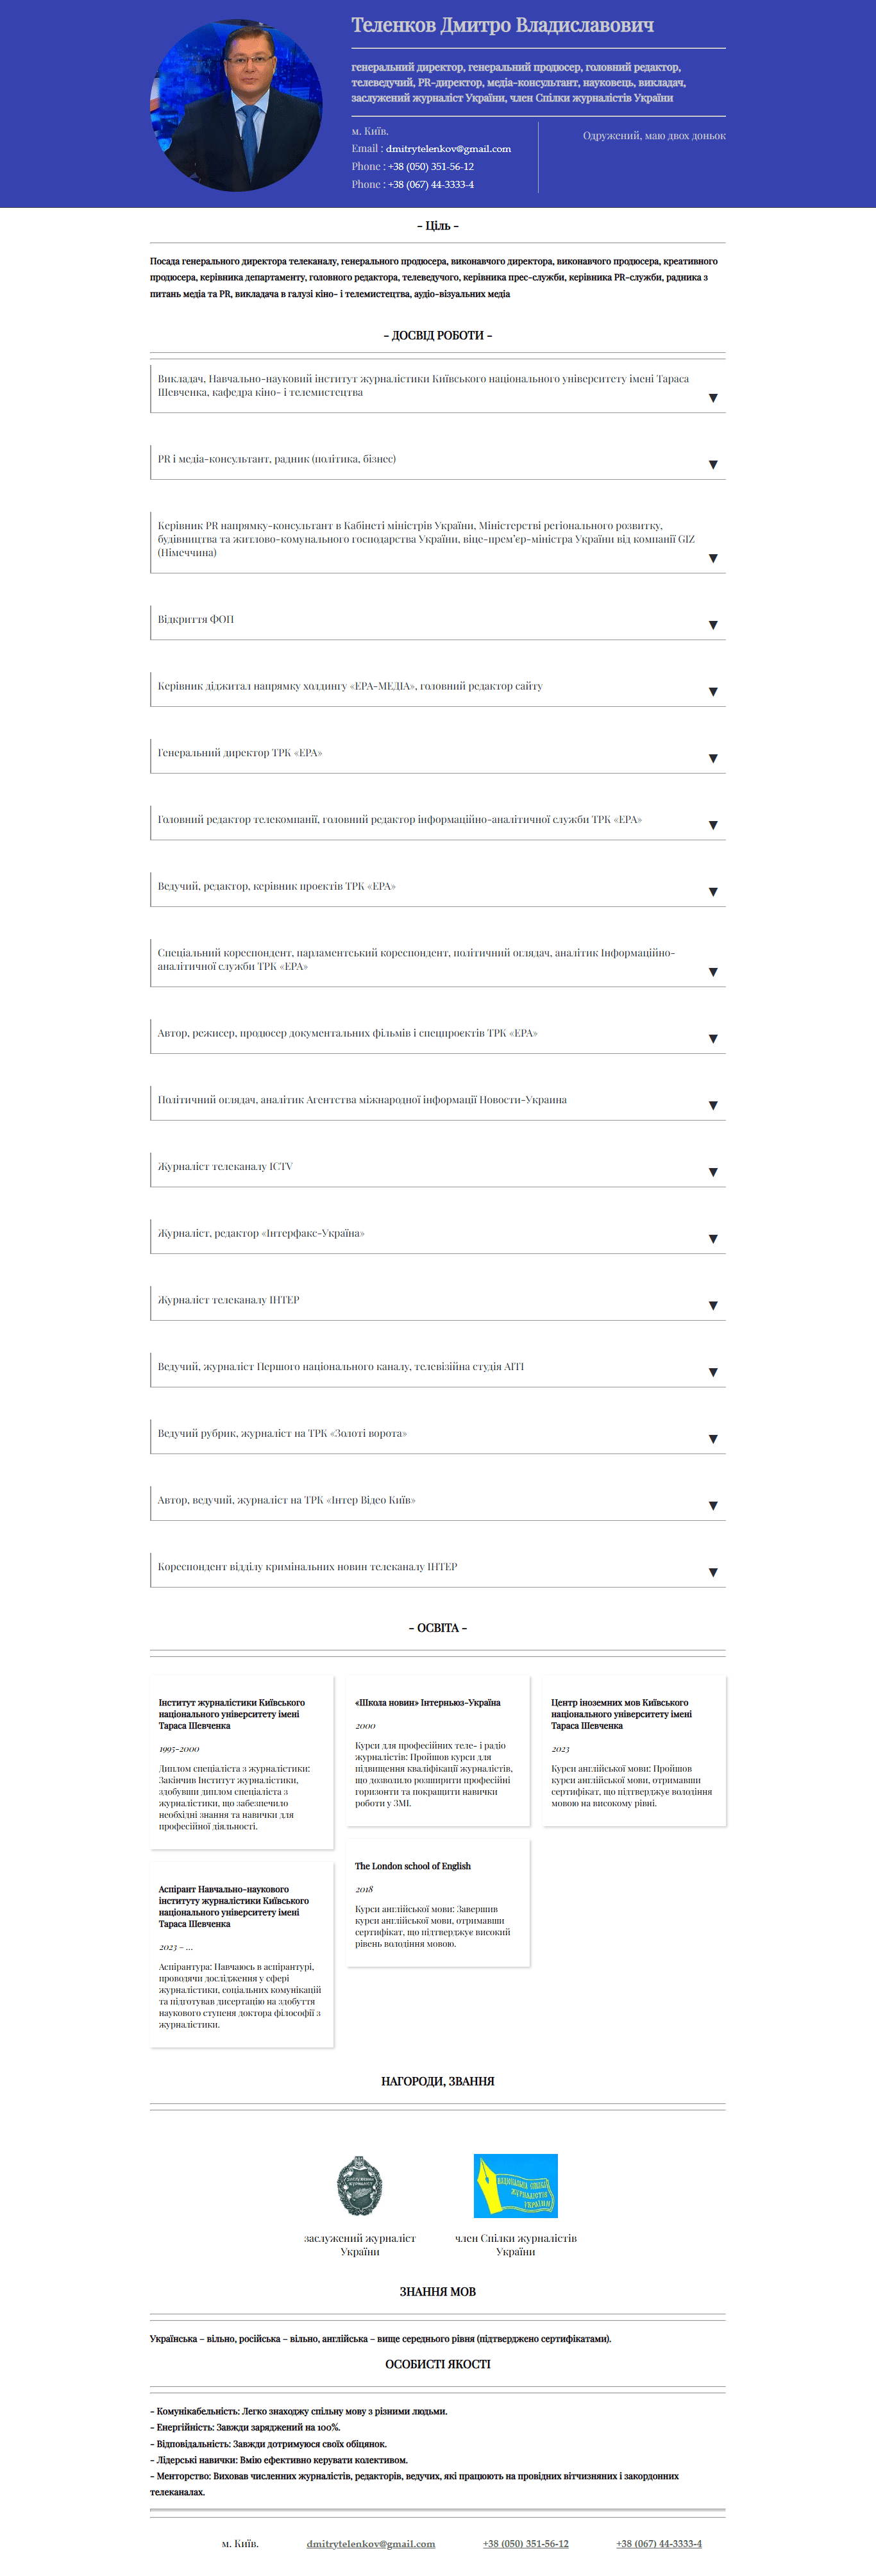 Теленков Дмитро Владиславович
генеральний директор, генеральний продюсер, головний редактор,
телеведучий, PR-директор, медіа-консультант, науковець, викладач,
заслужений журналіст України, член Спілки журналістів України
м. Київ.
Email : dmitrytelenkov@gmail.com
Phone : +38 (050) 351-56-12
Phone : +38 (067) 44-3333-4
Одружений, маю двох доньок
- Ціль -
Посада генерального директора телеканалу, генерального продюсера, виконавчого директора, виконавчого продюсера, креативного
продюсера, керівника департаменту, головного редактора, телеведучого, керівника прес-служби, керівника PR-служби, радника з
питань медіа та PR, викладача в галузі кіно- і телемистецтва, аудіо-візуальних медіа
- ДОСВІД РОБОТИ -
Викладач, Навчально-науковий інститут журналістики Київського національного університету імені Тараса
Шевченка, кафедра кіно- і телемистецтва
▼
PR і медіа-консультант, радник (політика, бізнес)
▼
Керівник PR напрямку-консультант в Кабінеті міністрів України, Міністерстві регіонального розвитку,
будівництва та житлово-комунального господарства України, віце-прем'єр-міністра України від компанії GIZ
(Німеччина)
▼
Відкриття ФОП
▼
Керівник діджитал напрямку холдингу «ЕРА-МЕДІА», головний редактор сайту
▼
Генеральний директор ТРК «ЕРА»
▼
Головний редактор телекомпанії, головний редактор інформаційно-аналітичної служби ТРК «ЕРА»
▼
Ведучий, редактор, керівник проєктів ТРК «ЕРА»
▼
Спеціальний кореспондент, парламентський кореспондент, політичний оглядач, аналітик Інформаційно-
аналітичної служби ТРК «ЕРА»
▼
Автор, режисер, продюсер документальних фільмів і спецпроєктів ТРК «ЕРА»
▼
Політичний оглядач, аналітик Агентства міжнародної інформації Новости-Украина
▼
Журналіст телеканалу ICTV
▼
Журналіст, редактор «Інтерфакс-Україна»
▼
Журналіст телеканалу ІНТЕР
▼
Ведучий, журналіст Першого національного каналу, телевізійна студія АІТІ
▼
Ведучий рубрик, журналіст на ТРК «Золоті ворота»
▼
Автор, ведучий, журналіст на ТРК «Інтер Відео Київ»
▼
Кореспондент відділу кримінальних новин телеканалу ІНТЕР
▼
- ОСВІТА -
Інститут журналістики Київського
національного університету імені
Тараса Шевченка
1995-2000
Диплом спеціаліста з журналістики:
Закінчив Інститут журналістики,
здобувши диплом спеціаліста з
журналістики, що забезпечило
необхідні знання та навички для
професійної діяльності.
Аспірант Навчально-наукового
інституту журналістики Київського
національного університету імені
Тараса Шевченка
2023 – ...
Аспірантура: Навчаюсь в аспірантурі,
проводячи дослідження у сфері
журналістики, соціальних комунікацій
та підготував дисертацію на здобуття
наукового ступеня доктора філософії з
журналістики.
«Школа новин» Інтерньюз-Україна
2000
Курси для професійних теле- і радіо
журналістів: Пройшов курси для
підвищення кваліфікації журналістів,
що дозволило розширити професійні
горизонти та покращити навички
роботи у ЗМІ.
The London school of English
2018
Курси англійської мови: Завершив
курси англійської мови, отримавши
сертифікат, що підтверджує високий
рівень володіння мовою.
Центр іноземних мов Київського
національного університету імені
Тараса Шевченка
2023
Курси англійської мови: Пройшов
курси англійської мови, отримавши
сертифікат, що підтверджує володіння
мовою на високому рівні.
НАГОРОДИ, ЗВАННЯ
ЗАСЛУЖЕНИЙ
ЖУРНАЛІСТ
НАЦІОНАЛЬНА СПІЛКА
ЖУРНАЛІСТІВ
УКРАЇНИ
заслужений журналіст
України
член Спілки журналістів
України
ЗНАННЯ МОВ
Українська – вільно, російська – вільно, англійська – вище середнього рівня (підтверджено сертифікатами).
ОСОБИСТІ ЯКОСТІ
- Комунікабельність: Легко знаходжу спільну мову з різними людьми.
- Енергійність: Завжди заряджений на 100%.
- Відповідальність: Завжди дотримуюся своїх обіцянок.
- Лідерські навички: Вмію ефективно керувати колективом.
- Менторство: Виховав численних журналістів, редакторів, ведучих, які працюють на провідних вітчизняних і закордонних
телеканалах.
м. Київ. dmitrytelenkov@gmail.com +38 (050) 351-56-12 +38 (067) 44-3333-4